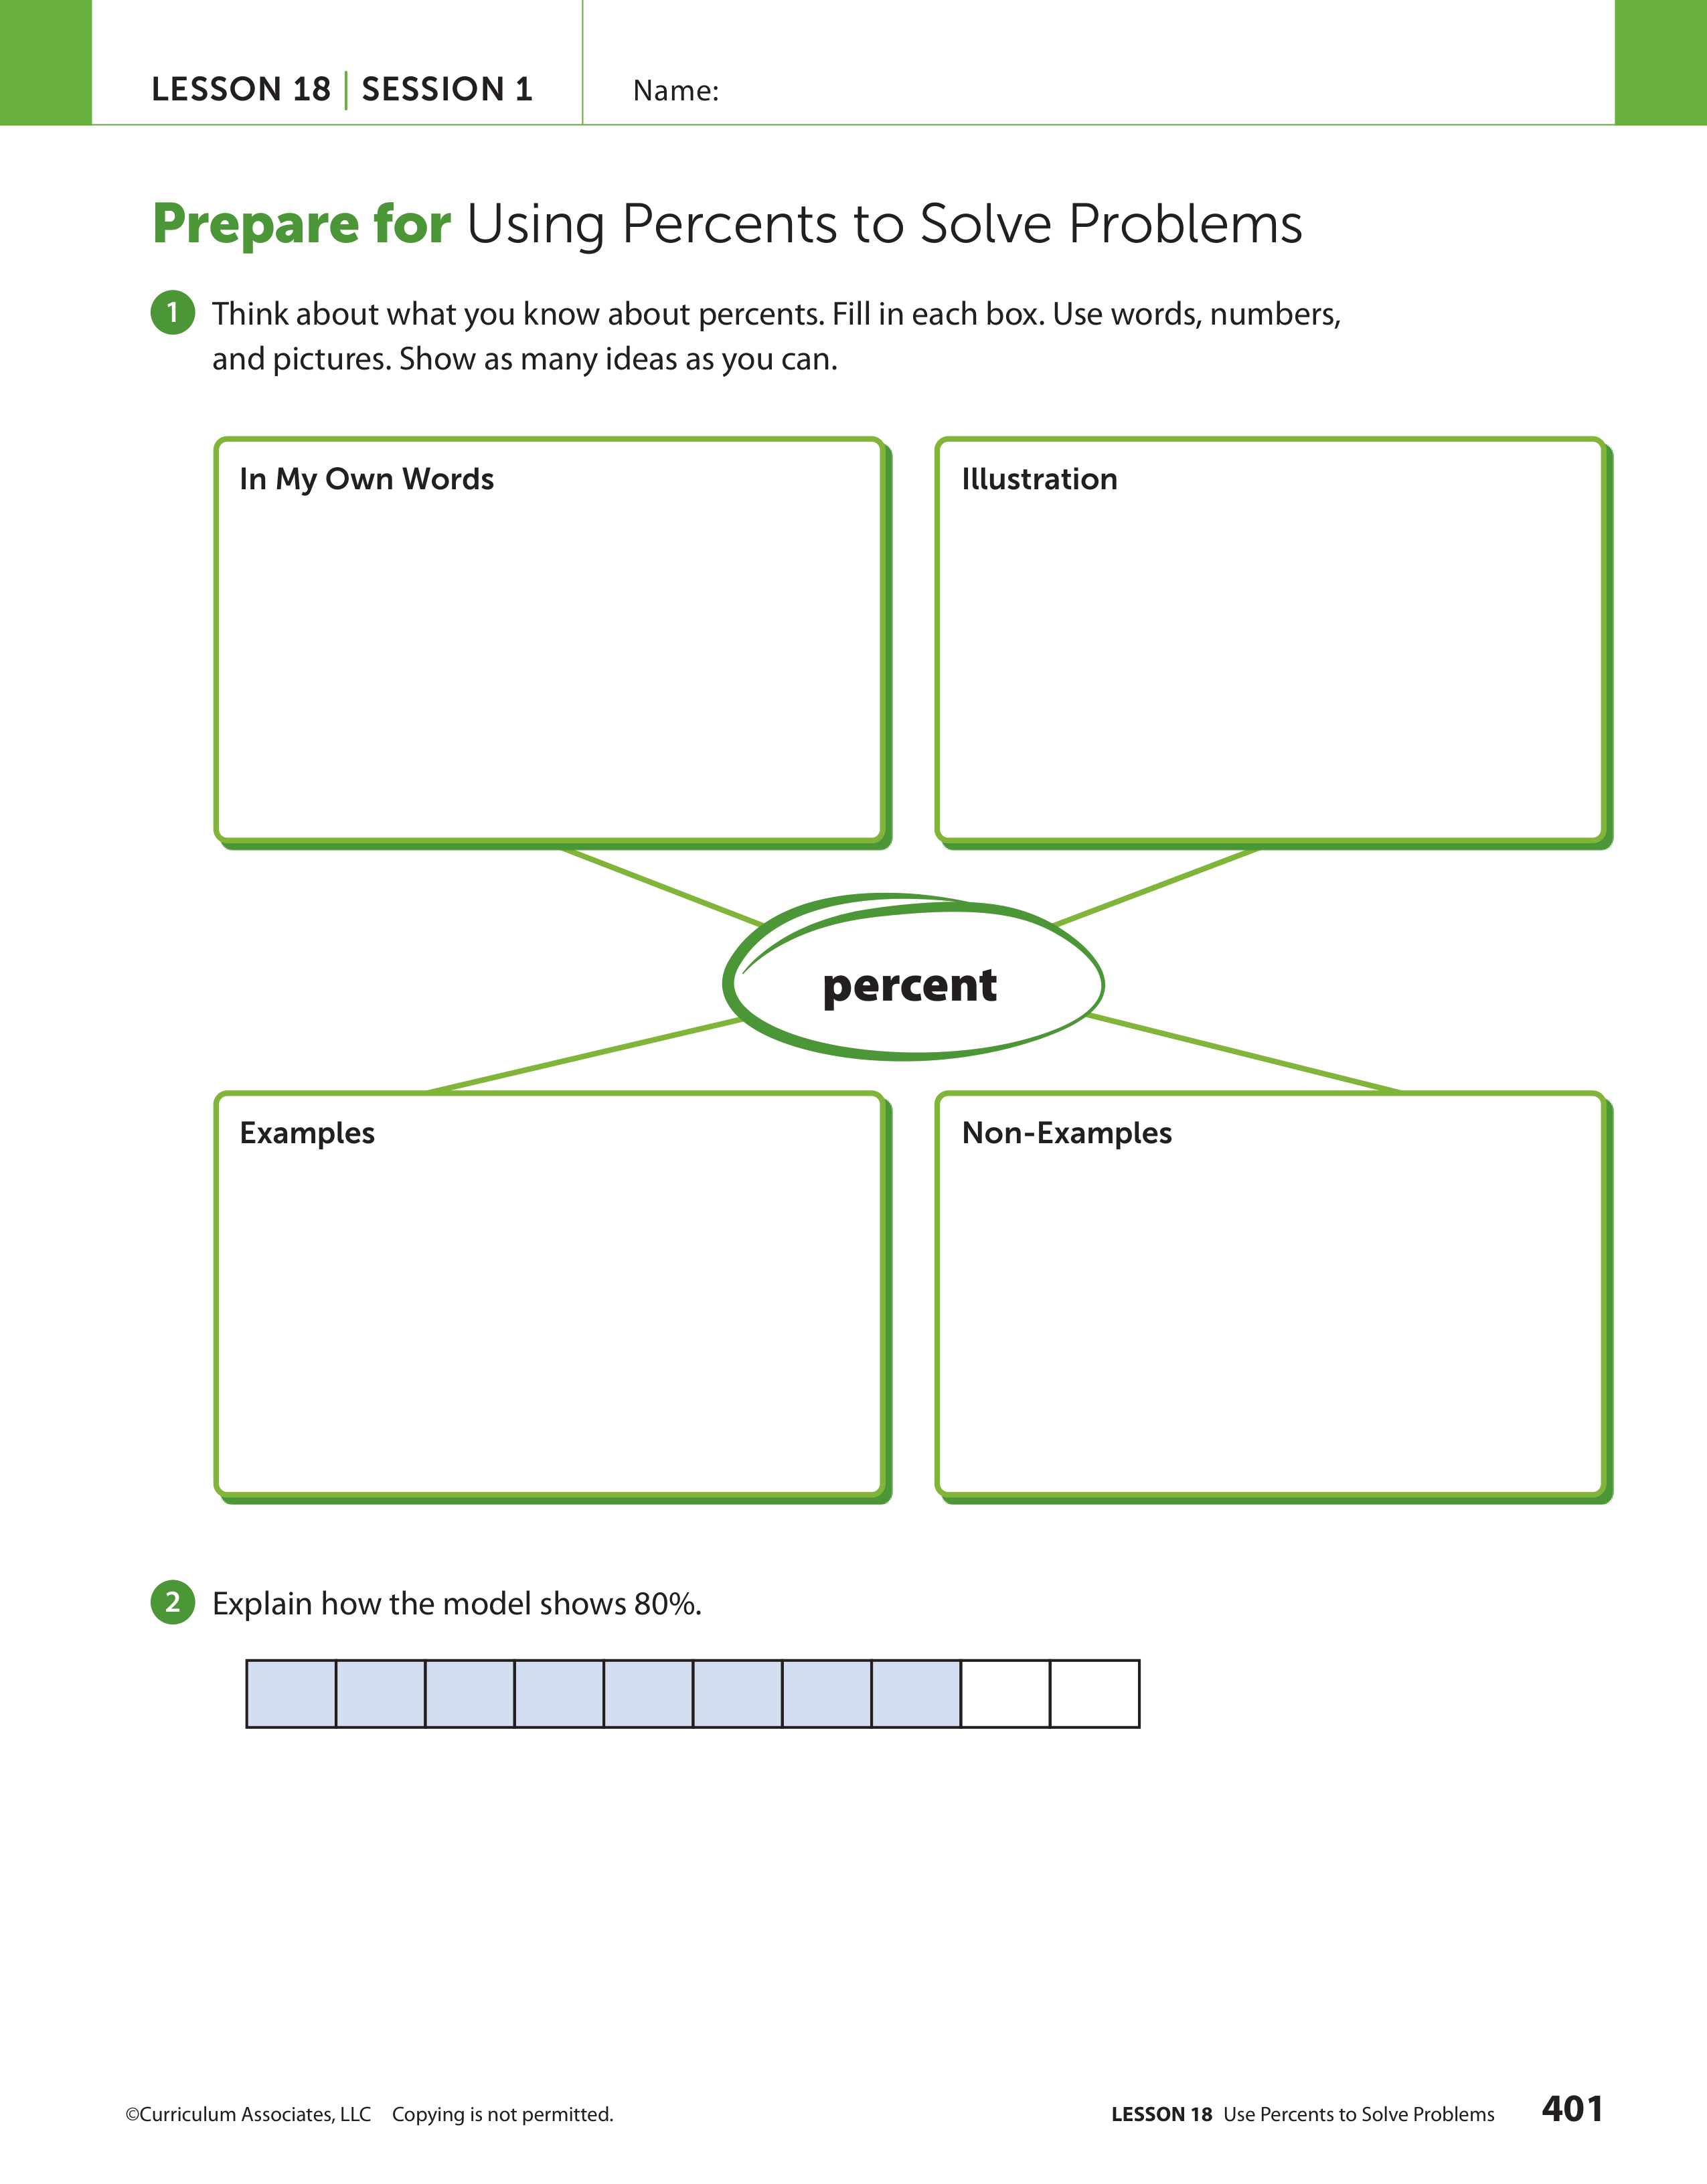 LESSON 18 | SESSION 1
Name:
Prepare for Using Percents to Solve Problems
1 Think about what you know about percents. Fill in each box. Use words, numbers,
and pictures. Show as many ideas as you can.
In My Own Words
Illustration
percent
Examples
Non-Examples
2 Explain how the model shows 80%.
©Curriculum Associates, LLC Copying is not permitted.
LESSON 18 Use Percents to Solve Problems 401